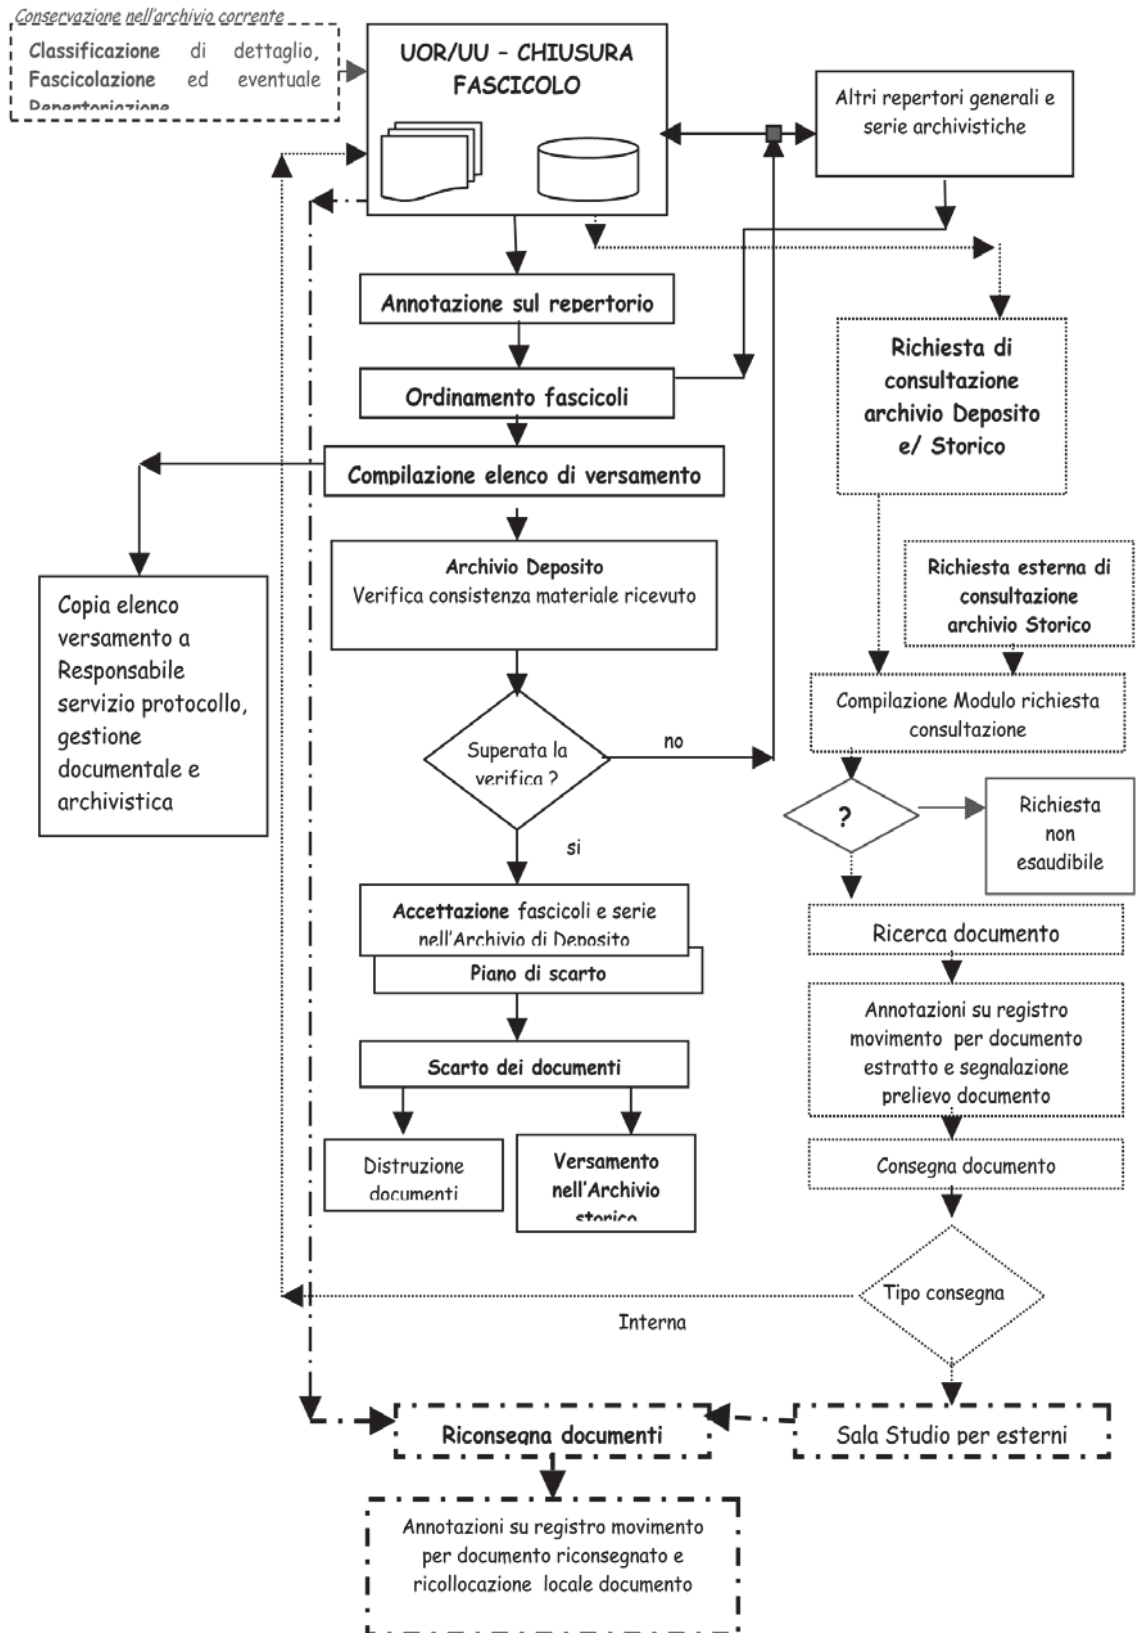 Conservazione nell'archivio corrente
Classificazione di dettaglio,
Fascicolazione ed eventuale
Repertoriazione
UOR/UU – CHIUSURA
FASCICOLO
Altri repertori generali e
serie archivistiche
Annotazione sul repertorio
Ordinamento fascicoli
Compilazione elenco di versamento
Richiesta di
consultazione
archivio Deposito
e/ Storico
Archivio Deposito
Verifica consistenza materiale ricevuto
Richiesta esterna di
consultazione
archivio Storico
Copia elenco
versamento a
Responsabile
servizio protocollo,
gestione
documentale e
archivistica
Compilazione Modulo richiesta
consultazione
Superata la
verifica ?
no
si
?
Richiesta
non
esaudibile
Accettazione fascicoli e serie
nell'Archivio di Deposito
Piano di scarto
Ricerca documento
Scarto dei documenti
Annotazioni su registro
movimento per documento
estratto e segnalazione
prelievo documento
Distruzione
documenti
Versamento
nell'Archivio
storico
Consegna documento
Tipo consegna
Interna
Riconsegna documenti
Sala Studio per esterni
Annotazioni su registro movimento
per documento riconsegnato e
ricollocazione locale documento